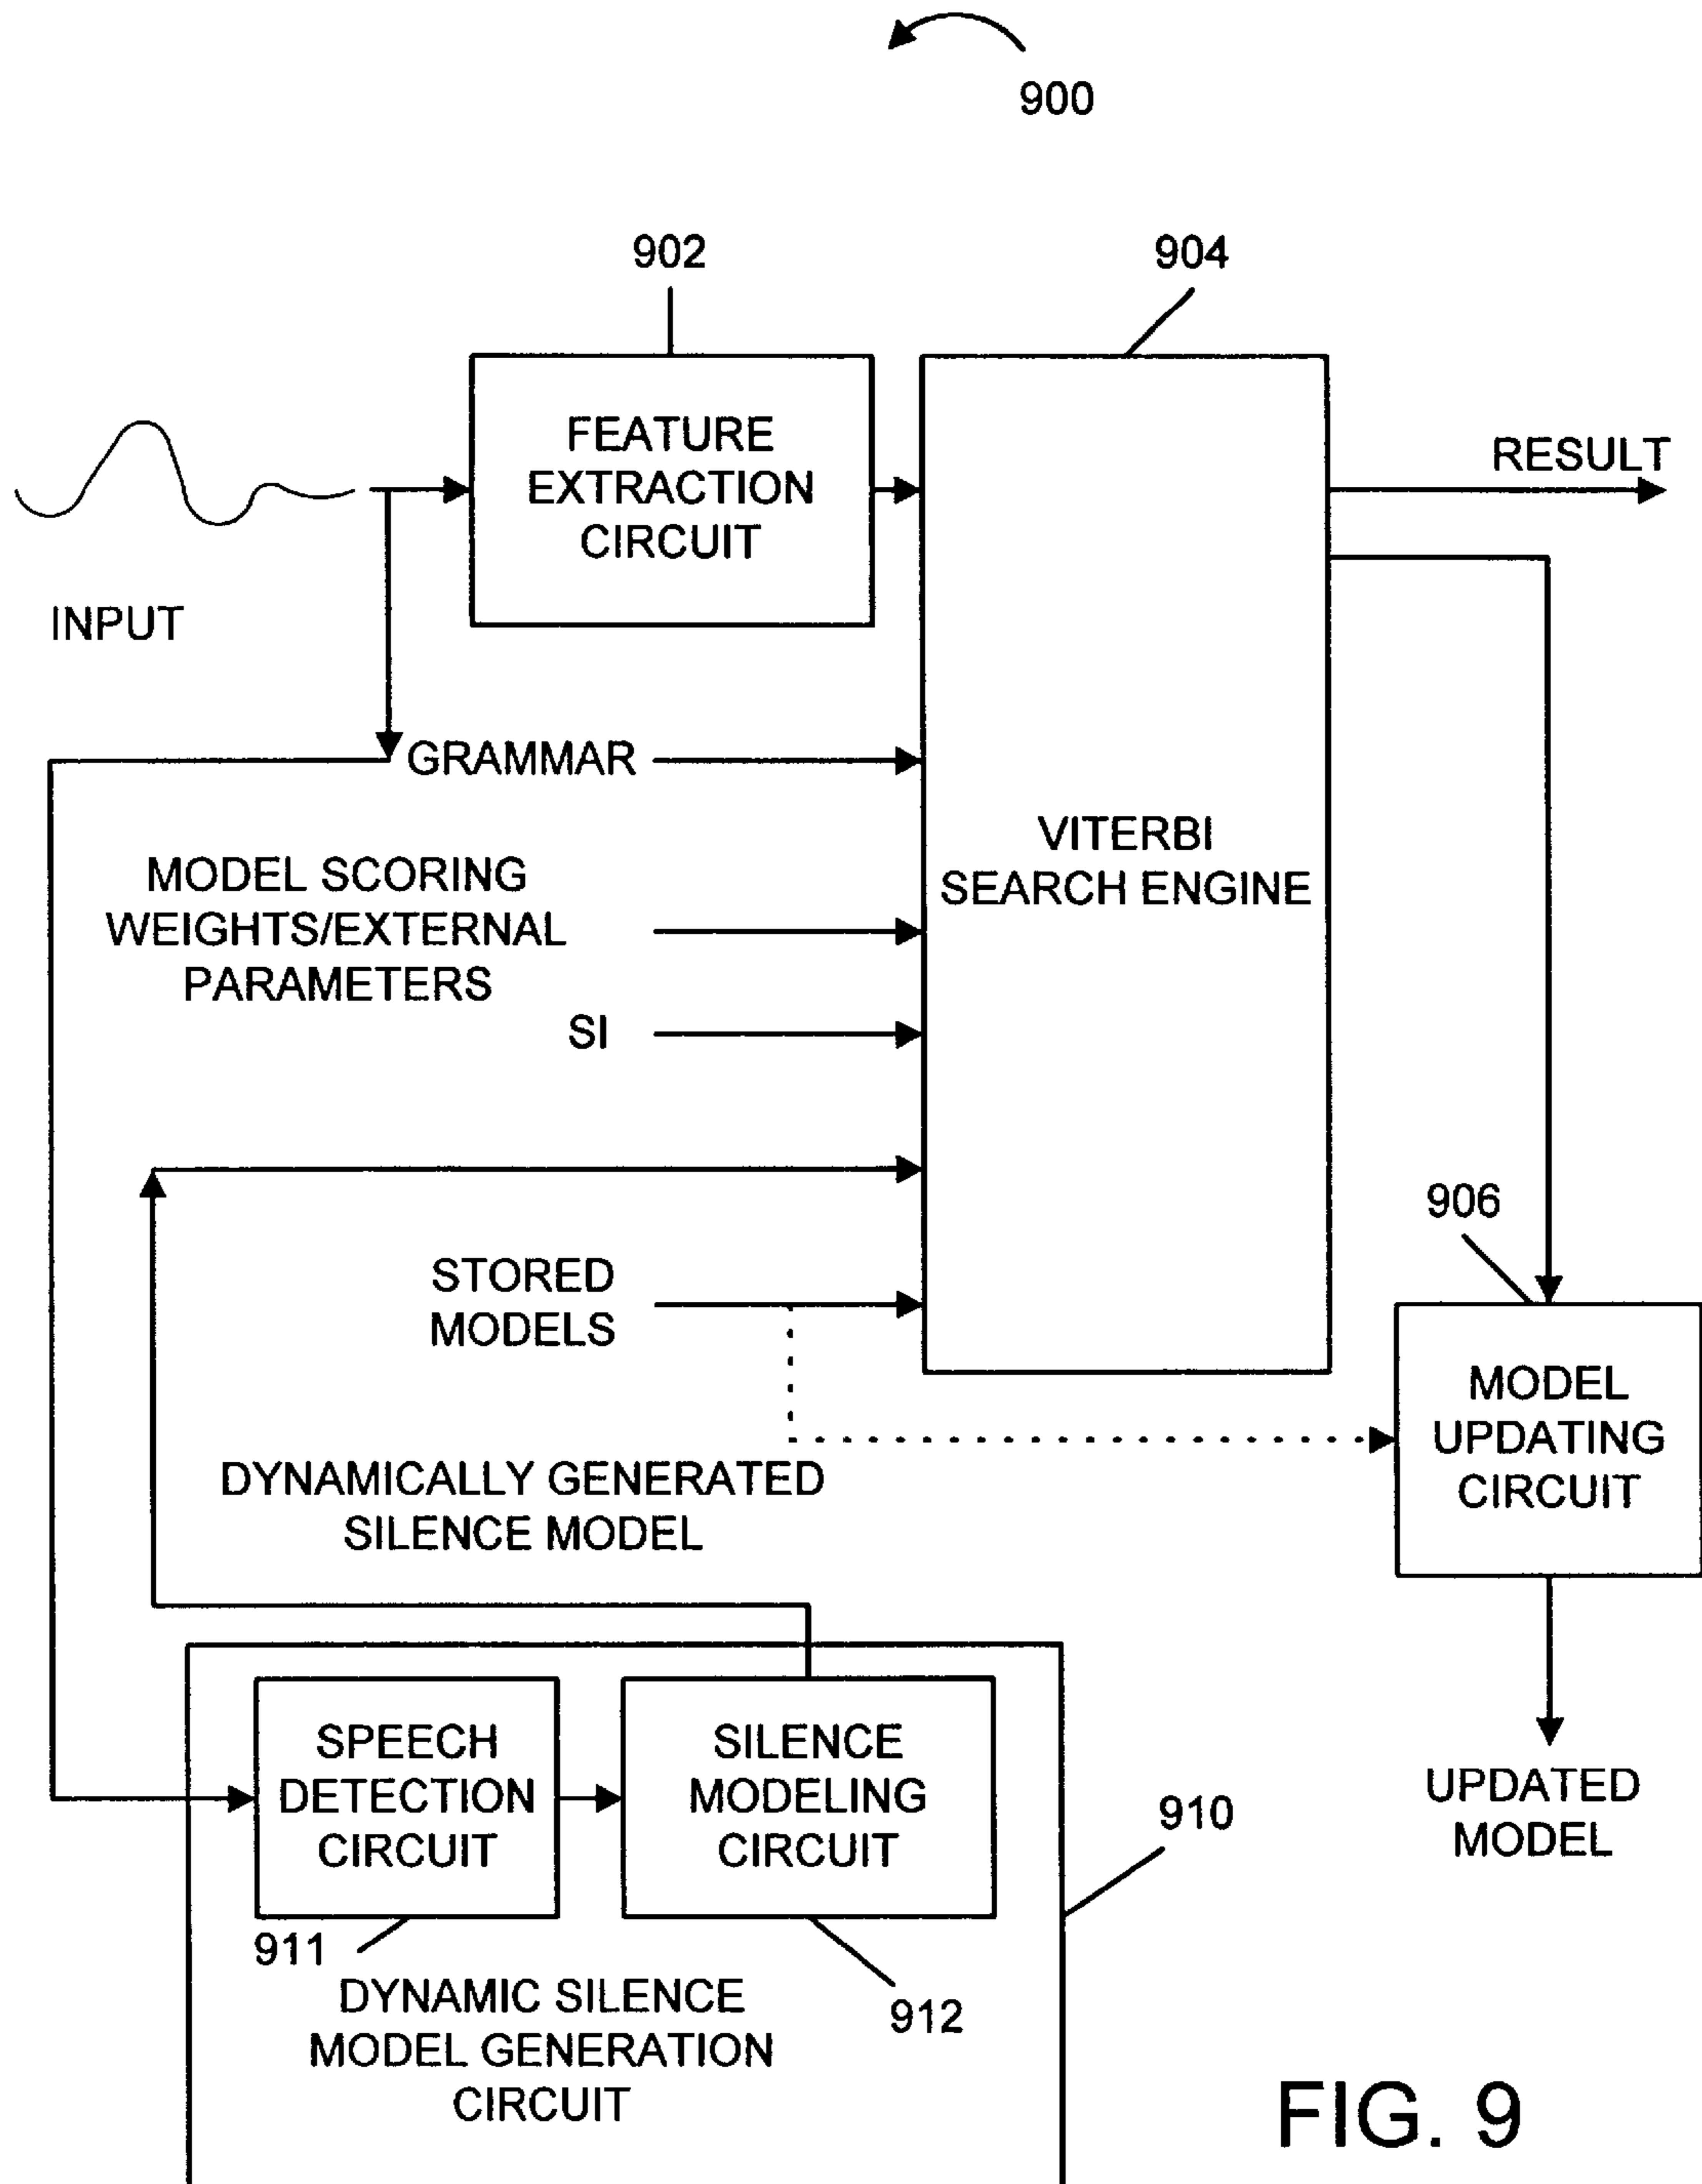 900
902
904
FEATURE
EXTRACTION
CIRCUIT
RESULT
INPUT
GRAMMAR
VITERBI
SEARCH ENGINE
MODEL SCORING
WEIGHTS/EXTERNAL
PARAMETERS
SI
906
STORED
MODELS
MODEL
UPDATING
CIRCUIT
DYNAMICALLY GENERATED
SILENCE MODEL
SPEECH
DETECTION
CIRCUIT
SILENCE
MODELING
CIRCUIT
910
UPDATED
MODEL
911
912
DYNAMIC SILENCE
MODEL GENERATION
CIRCUIT
FIG. 9